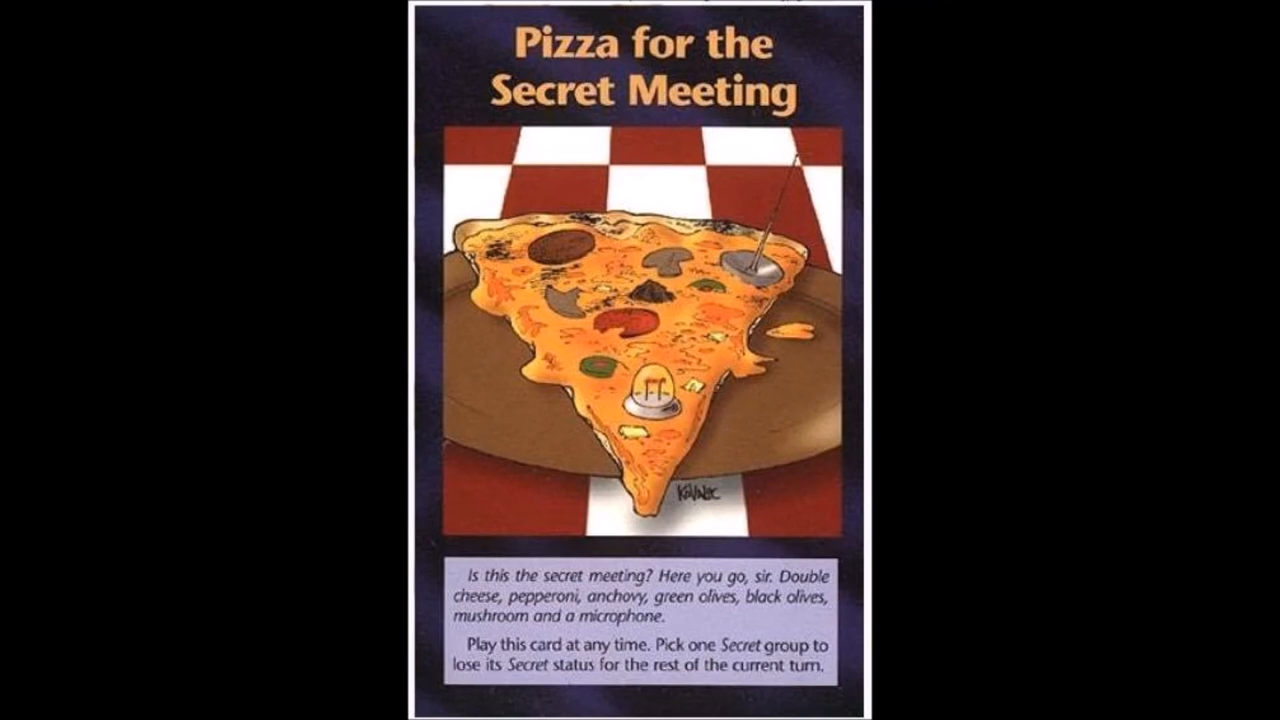 Pizza for the
Secret Meeting
Is this the secret meeting? Here you go, sir. Double
cheese, pepperoni, anchovy, green olives, black olives,
mushroom and a microphone.
Play this card at any time. Pick one Secret group to
lose its Secret status for the rest of the current turn.